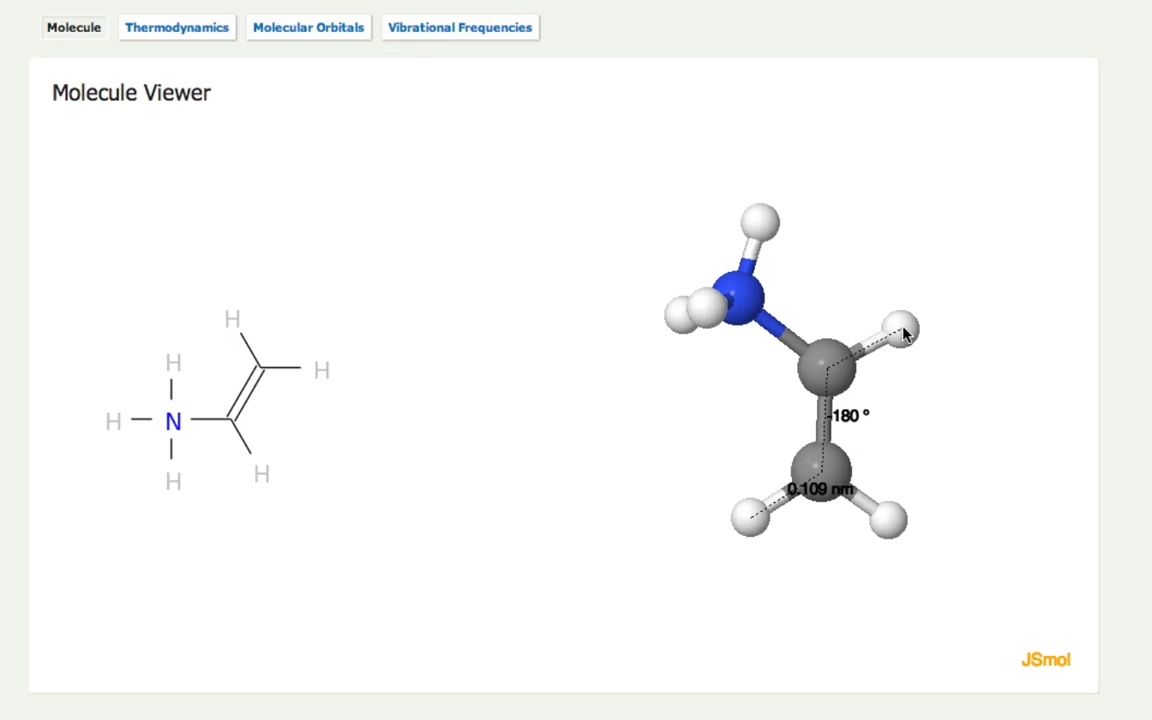 Molecule Thermodynamics Molecular Orbitals Vibrational Frequencies
Molecule Viewer
H
H
H
H N
-180 °
H
H
0.109 nm
JSmol